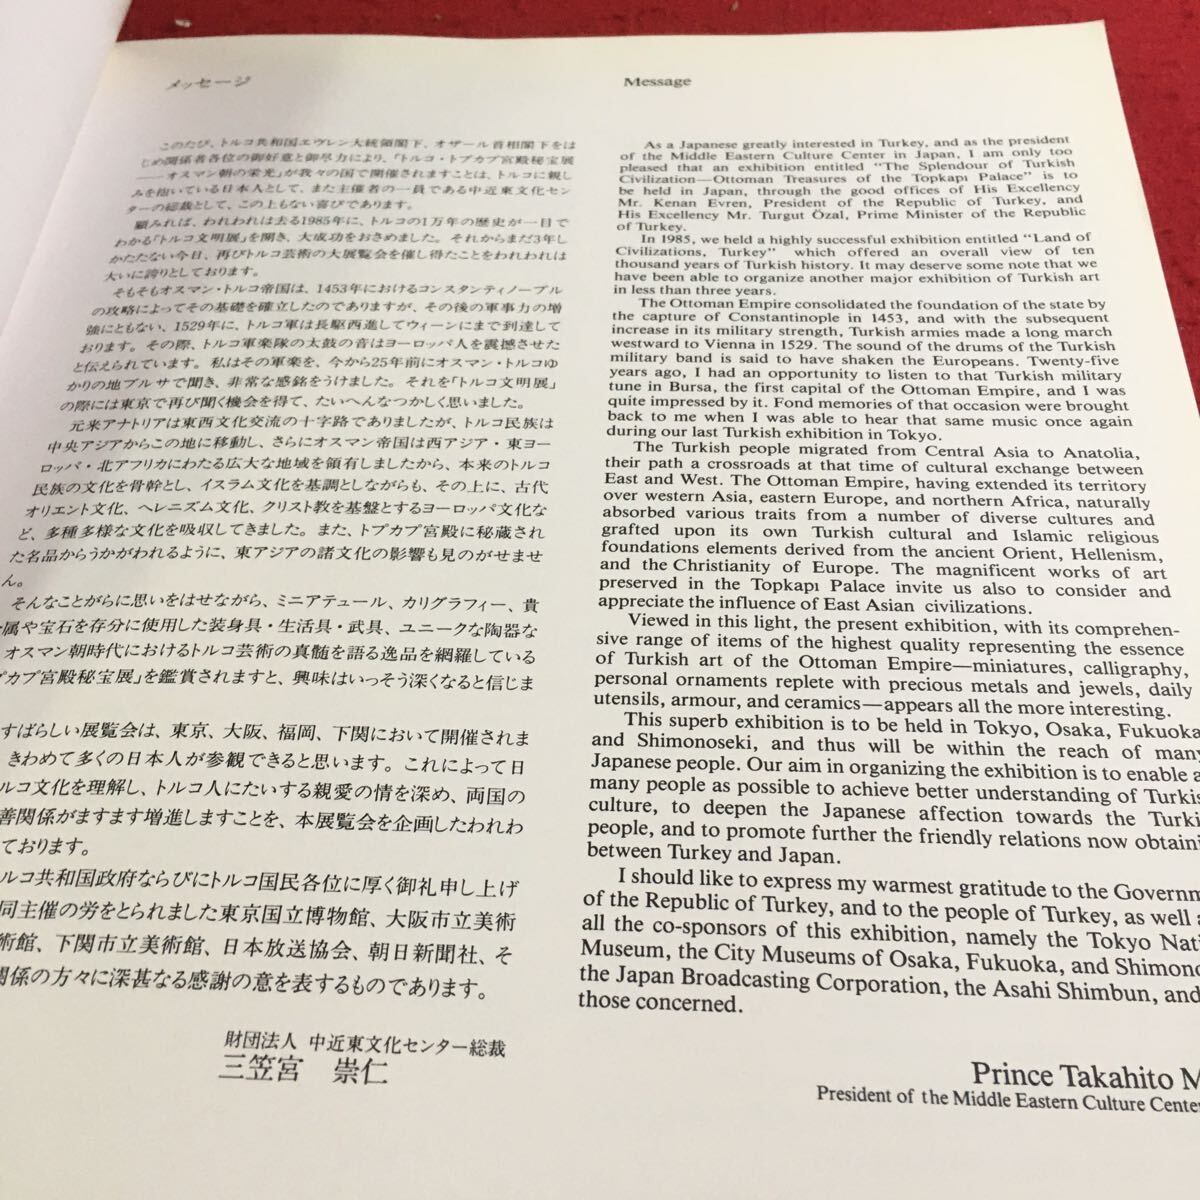 メッセージ
このたび、トルコ共和国エヴレン大統領閣下、オザール首相閣下をは
じめ関係者各位の御好意と御尽力により、「トルコ・トプカプ宮殿秘宝展
——オスマン朝の栄光」が我々の国で開催されますことは、トルコに親し
みを抱いている日本人として、また主催者の一員である中近東文化セン
ターの総裁として、この上もない喜びであります。
顧みれば、われわれは去る1985年に、トルコの1万年の歴史が一目で
わかる「トルコ文明展」を開き、大成功をおさめました。それからまだ3年し
かたたない今日、再びトルコ芸術の大展覧会を催し得たことをわれわれは
大いに誇りとしております。
そもそもオスマン・トルコ帝国は、1453年におけるコンスタンティノープル
の攻略によってその基礎を確立したのでありますが、その後の軍事力の増
強にともない、1529年に、トルコ軍は長駆西進してウィーンにまで到達して
おります。その際、トルコ軍楽隊の太鼓の音はヨーロッパ人を震撼させた
と伝えられています。私はその軍楽を、今から25年前にオスマン・トルコゆ
かりの地ブルサで聞き、非常な感銘をうけました。それを「トルコ文明展」
の際には東京で再び聞く機会を得て、たいへんなつかしく思いました。
元来アナトリアは東西文化交流の十字路でありましたが、トルコ民族は
中央アジアからこの地に移動し、さらにオスマン帝国は西アジア・東ヨー
ロッパ・北アフリカにわたる広大な地域を領有しましたから、本来のトルコ
民族の文化を骨幹とし、イスラム文化を基調としながらも、その上に、古代
オリエント文化、ヘレニズム文化、クリスト教を基盤とするヨーロッパ文化な
ど、多種多様な文化を吸収してきました。また、トプカプ宮殿に秘蔵され
た名品からうかがわれるように、東アジアの諸文化の影響も見のがせませ
ん。
そんなことがらに思いをはせながら、ミニアテュール、カリグラフィー、貴
金属や宝石を存分に使用した装身具・生活具・武具、ユニークな陶器な
オスマン朝時代におけるトルコ芸術の真髄を語る逸品を網羅している
プカプ宮殿秘宝展」を鑑賞されますと、興味はいっそう深くなると信じま
すばらしい展覧会は、東京、大阪、福岡、下関において開催されま
きわめて多くの日本人が参観できると思います。これによって日
ルコ文化を理解し、トルコ人にたいする親愛の情を深め、両国の
善関係がますます増進しますことを、本展覧会を企画したわれわ
ております。
ルコ共和国政府ならびにトルコ国民各位に厚く御礼申し上げ
同主催の労をとられました東京国立博物館、大阪市立美術
術館、下関市立美術館、日本放送協会、朝日新聞社、そ
関係の方々に深甚なる感謝の意を表するものであります。
財団法人 中近東文化センター総裁
三笠宮 崇仁
Message
As a Japanese greatly interested in Turkey, and as the president
of the Middle Eastern Culture Center in Japan, I am only too
pleased that an exhibition entitled “The Splendour of Turkish
Civilization—Ottoman Treasures of the Topkapı Palace” is to
be held in Japan, through the good offices of His Excellency
Mr. Kenan Evren, President of the Republic of Turkey, and
His Excellency Mr. Turgut Özal, Prime Minister of the Republic
of Turkey.
In 1985, we held a highly successful exhibition entitled “Land of
Civilizations, Turkey” which offered an overall view of ten
thousand years of Turkish history. It may deserve some note that we
have been able to organize another major exhibition of Turkish art
in less than three years.
The Ottoman Empire consolidated the foundation of the state by
the capture of Constantinople in 1453, and with the subsequent
increase in its military strength, Turkish armies made a long march
westward to Vienna in 1529. The sound of the drums of the Turkish
military band is said to have shaken the Europeans. Twenty-five
years ago, I had an opportunity to listen to that Turkish military
tune in Bursa, the first capital of the Ottoman Empire, and I was
quite impressed by it. Fond memories of that occasion were brought
back to me when I was able to hear that same music once again
during our last Turkish exhibition in Tokyo.
The Turkish people migrated from Central Asia to Anatolia,
their path a crossroads at that time of cultural exchange between
East and West. The Ottoman Empire, having extended its territory
over western Asia, eastern Europe, and northern Africa, naturally
absorbed various traits from a number of diverse cultures and
grafted upon its own Turkish cultural and Islamic religious
foundations elements derived from the ancient Orient, Hellenism,
and the Christianity of Europe. The magnificent works of art
preserved in the Topkapı Palace invite us also to consider and
appreciate the influence of East Asian civilizations.
Viewed in this light, the present exhibition, with its comprehen-
sive range of items of the highest quality representing the essence
of Turkish art of the Ottoman Empire—miniatures, calligraphy,
personal ornaments replete with precious metals and jewels, daily
utensils, armour, and ceramics—appears all the more interesting.
This superb exhibition is to be held in Tokyo, Osaka, Fukuoka
and Shimonoseki, and thus will be within the reach of many
Japanese people. Our aim in organizing the exhibition is to enable a
many people as possible to achieve better understanding of Turkis
culture, to deepen the Japanese affection towards the Turki
people, and to promote further the friendly relations now obtaini
between Turkey and Japan.
I should like to express my warmest gratitude to the Governm
of the Republic of Turkey, and to the people of Turkey, as well a
all the co-sponsors of this exhibition, namely the Tokyo Nati
Museum, the City Museums of Osaka, Fukuoka, and Shimono
the Japan Broadcasting Corporation, the Asahi Shimbun, and
those concerned.
Prince Takahito M
President of the Middle Eastern Culture Cente